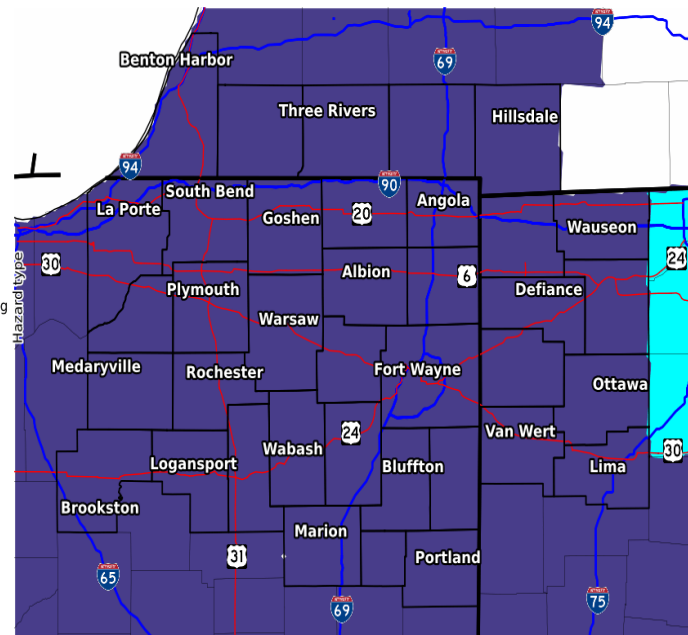 94
Benton Harbor
69
Three Rivers
Hillsdale
94
90
South Bend
Angola
La Porte
20
Goshen
Wauseon
30
24
Albion
6
Plymouth
Defiance
Hazard type
g
Warsaw
Medaryville
Rochester
Fort Wayne
Ottawa
24
Van Wert
Wabash
30
Logansport
Bluffton
Lima
Brookston
Marion
31
Portland
65
69
75